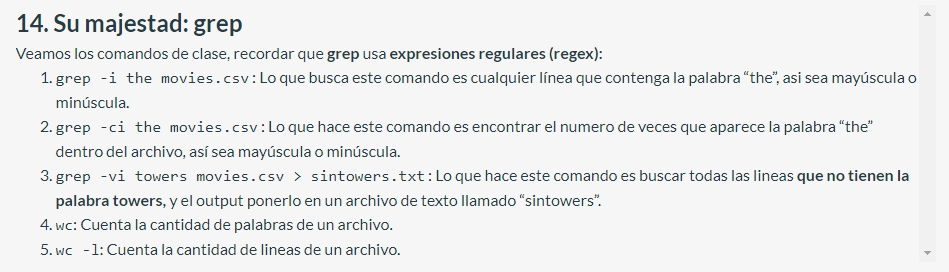 14. Su majestad: grep
Veamos los comandos de clase, recordar que grep usa expresiones regulares (regex):
1. grep -i the movies.csv: Lo que busca este comando es cualquier línea que contenga la palabra “the”, asi sea mayúscula o
minúscula.
2. grep -ci the movies.csv: Lo que hace este comando es encontrar el numero de veces que aparece la palabra “the”
dentro del archivo, así sea mayúscula o minúscula.
3. grep -vi towers movies.csv > sintowers.txt: Lo que hace este comando es buscar todas las lineas que no tienen la
palabra towers, y el output ponerlo en un archivo de texto llamado “sintowers”.
4. wc: Cuenta la cantidad de palabras de un archivo.
5. wc -l: Cuenta la cantidad de lineas de un archivo.